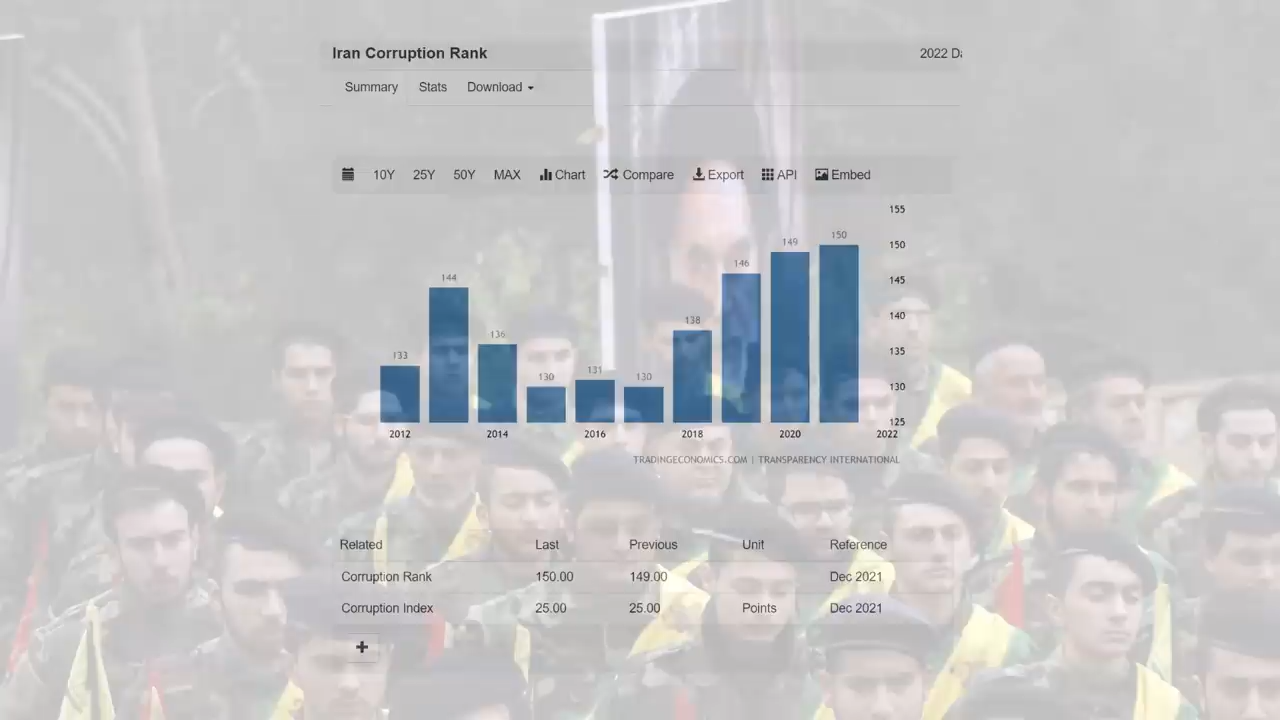 Iran Corruption Rank 2022 Da
Summary Stats Download
10Y 25Y 50Y MAX Chart Compare Export API Embed
155
150
145
140
135
130
125
133 144 136 130 131 130 138 146 149 150
2012 2014 2016 2018 2020 2022
TRADINGECONOMICS.COM | TRANSPARENCY INTERNATIONAL
Related Last Previous Unit Reference
Corruption Rank 150.00 149.00 Dec 2021
Corruption Index 25.00 25.00 Points Dec 2021